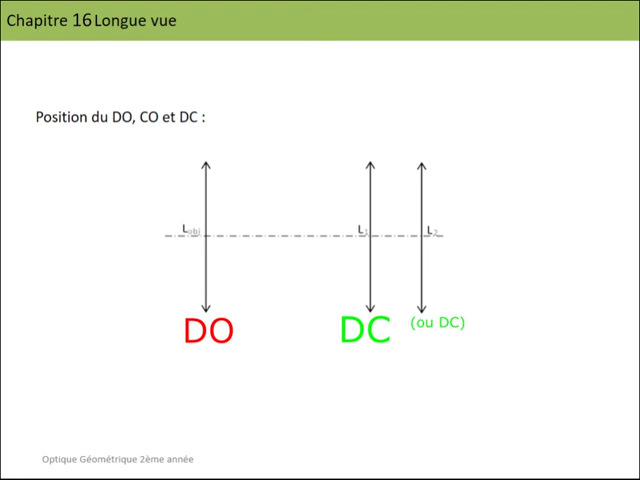 Chapitre 16 Longue vue
Position du DO, CO et DC :
Lobj L1 L2
DO DC (ou DC)
Optique Géométrique 2ème année